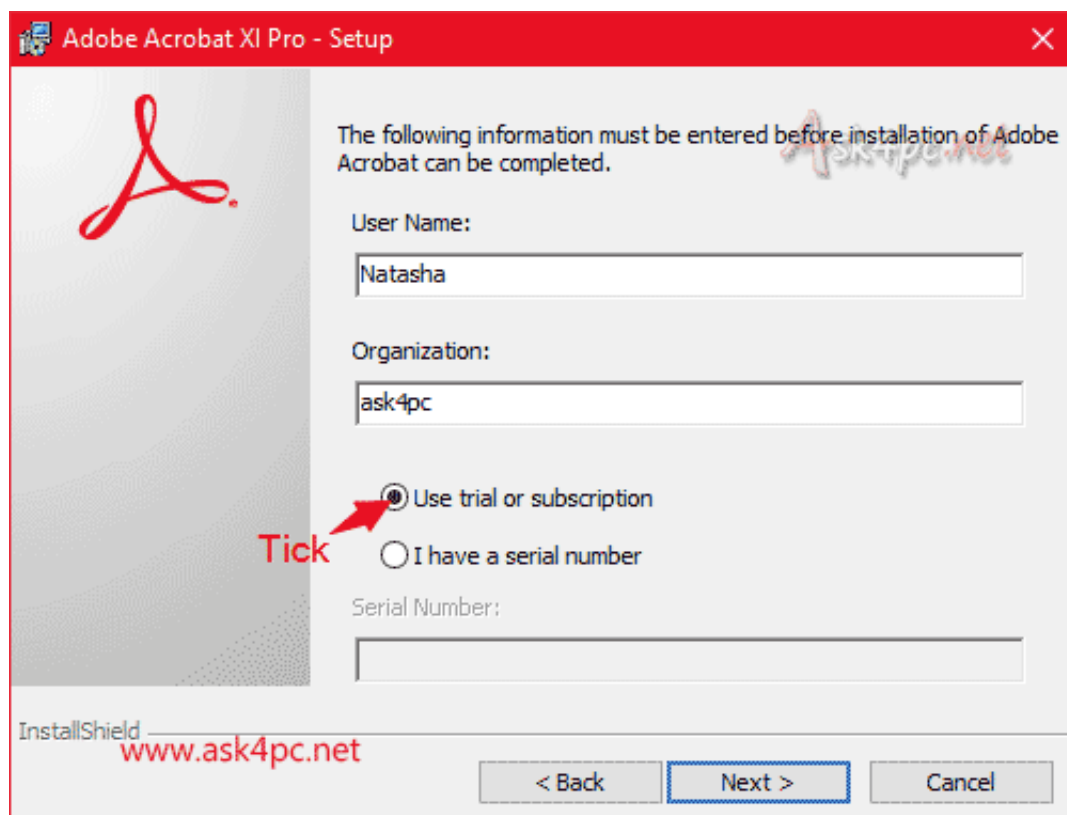 Adobe Acrobat XI Pro - Setup
The following information must be entered before installation of Adobe
Acrobat can be completed.
Ask4pc.net
User Name:
Natasha
Organization:
ask4pc
Use trial or subscription
Tick
I have a serial number
Serial Number:
InstallShield
www.ask4pc.net
< Back Next > Cancel